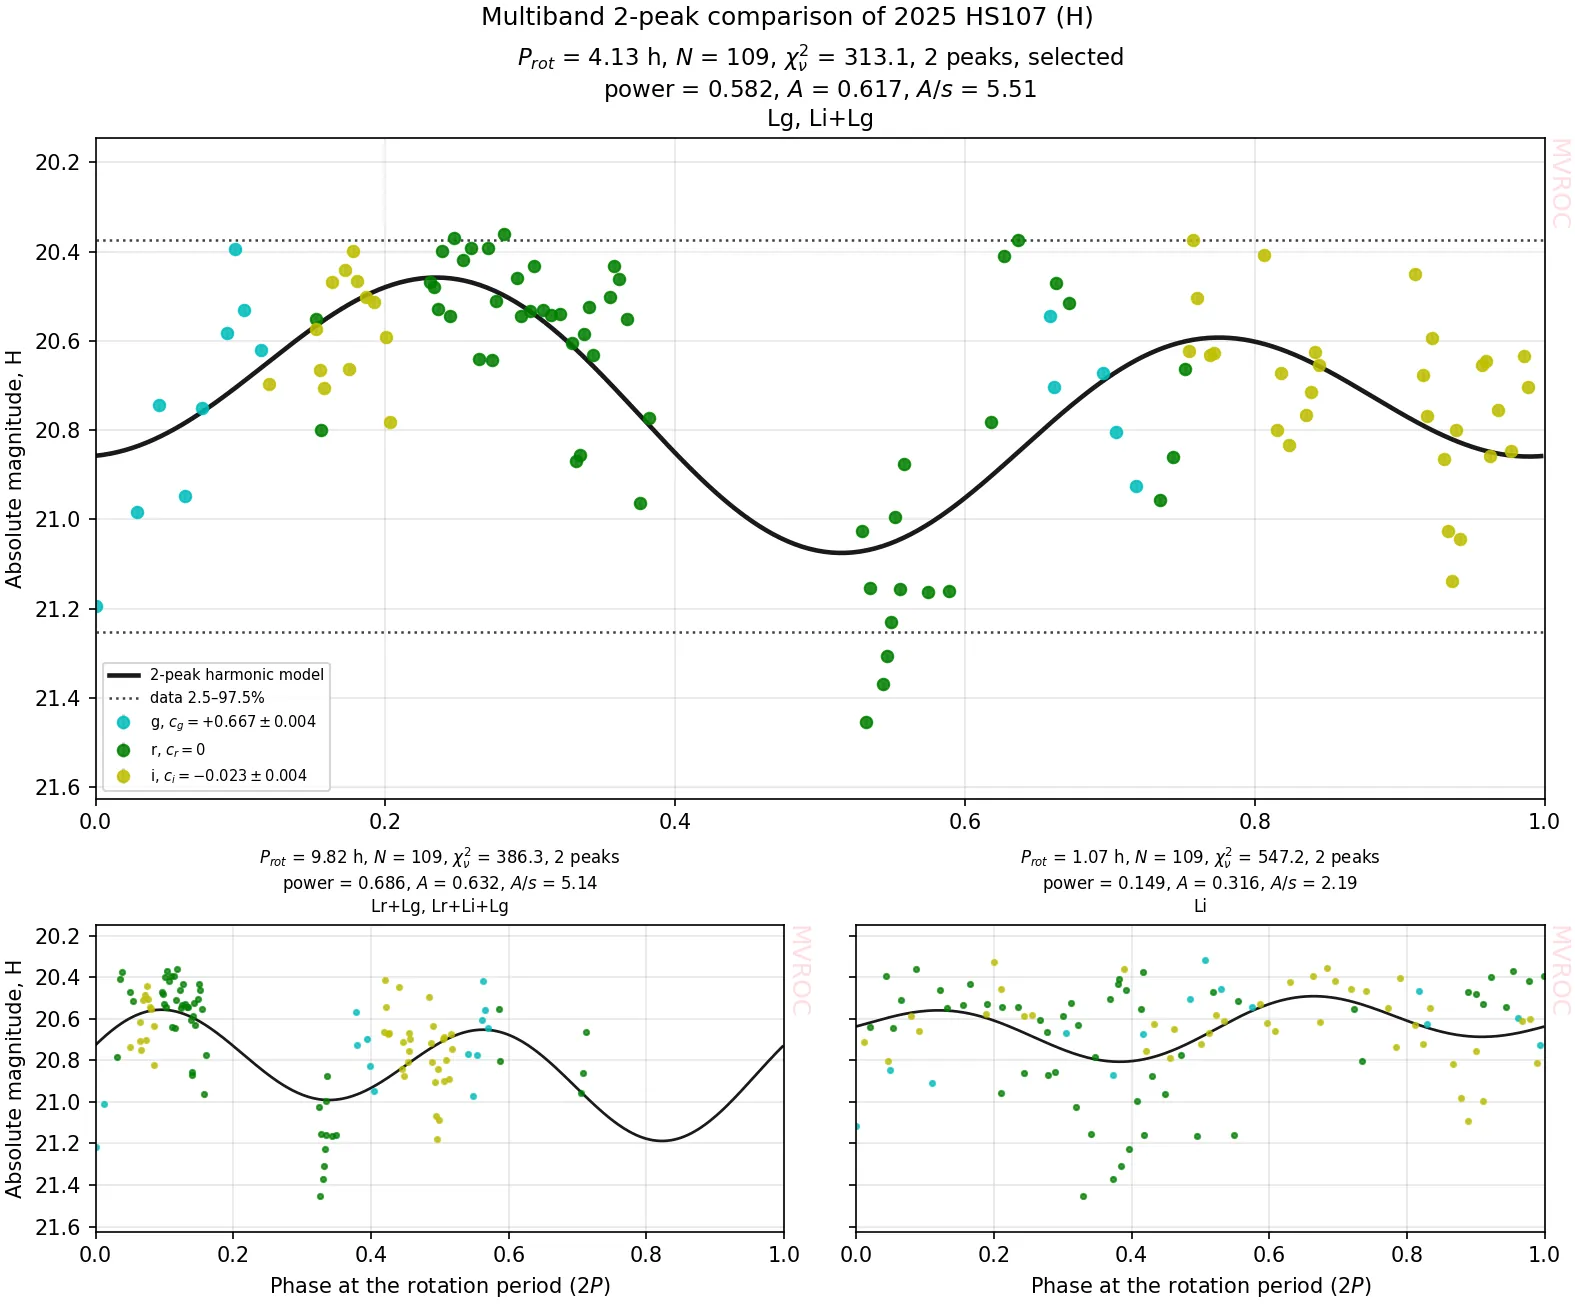 Multiband 2-peak comparison of 2025 HS107 (H)
P_rot = 4.13 h, N = 109, χ²_ν = 313.1, 2 peaks, selected
power = 0.582, A = 0.617, A/s = 5.51
Lg, Li+Lg
MVROC
Absolute magnitude, H
20.2
20.4
20.6
20.8
21.0
21.2
21.4
21.6
2-peak harmonic model
data 2.5–97.5%
g, c_g = +0.667 ± 0.004
r, c_r = 0
i, c_i = −0.023 ± 0.004
0.0 0.2 0.4 0.6 0.8 1.0
P_rot = 9.82 h, N = 109, χ²_ν = 386.3, 2 peaks
power = 0.686, A = 0.632, A/s = 5.14
Lr+Lg, Lr+Li+Lg
MVROC
Absolute magnitude, H
20.2
20.4
20.6
20.8
21.0
21.2
21.4
21.6
0.0 0.2 0.4 0.6 0.8 1.0
Phase at the rotation period (2P)
P_rot = 1.07 h, N = 109, χ²_ν = 547.2, 2 peaks
power = 0.149, A = 0.316, A/s = 2.19
Li
MVROC
0.0 0.2 0.4 0.6 0.8 1.0
Phase at the rotation period (2P)